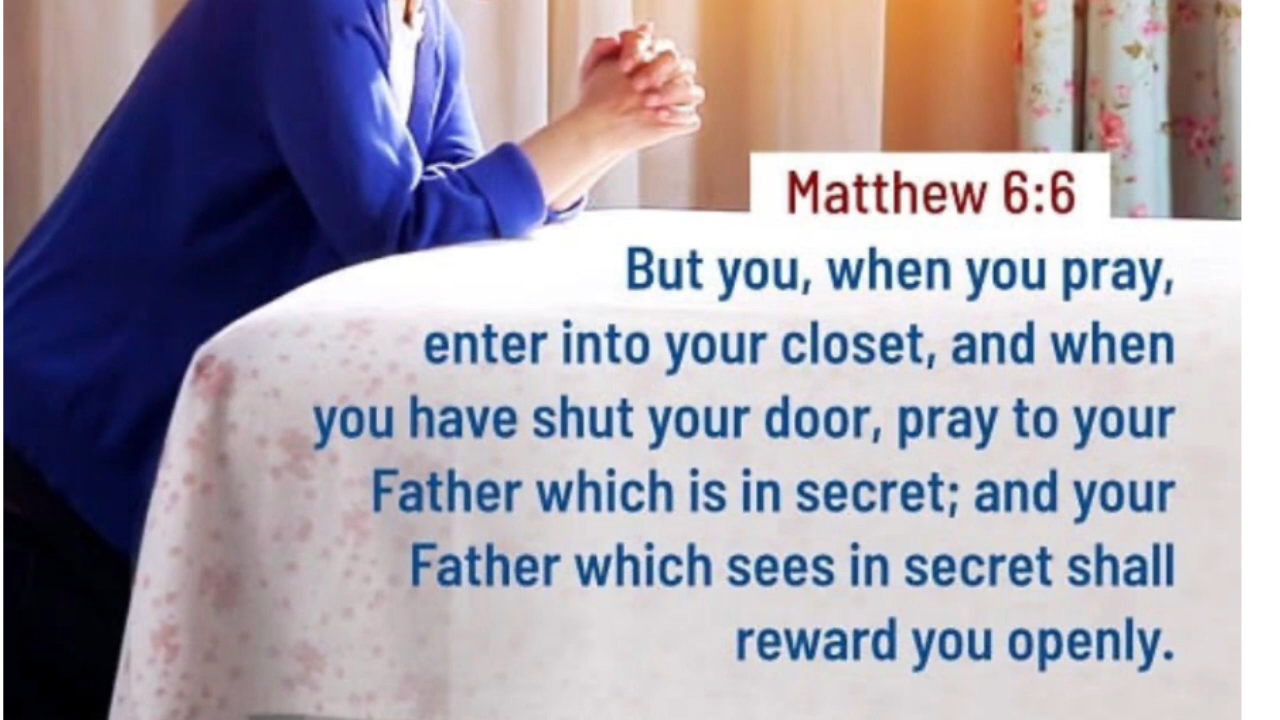 Matthew 6:6
But you, when you pray,
enter into your closet, and when
you have shut your door, pray to your
Father which is in secret; and your
Father which sees in secret shall
reward you openly.